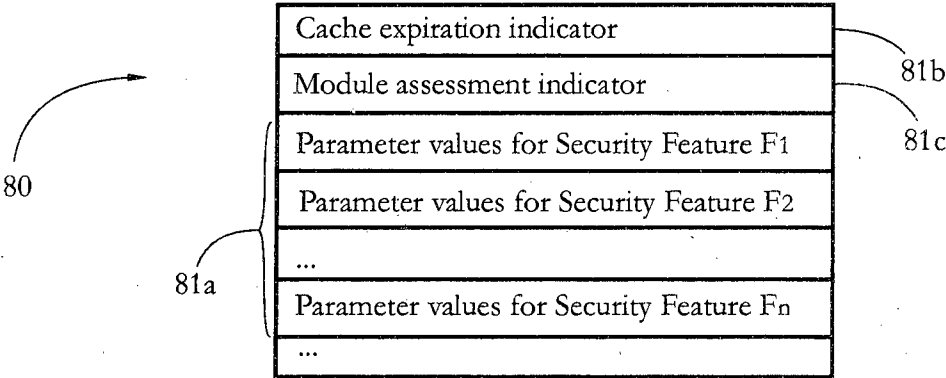 Cache expiration indicator
81b
Module assessment indicator
81c
Parameter values for Security Feature F1
80
Parameter values for Security Feature F2
...
81a
Parameter values for Security Feature Fn
...